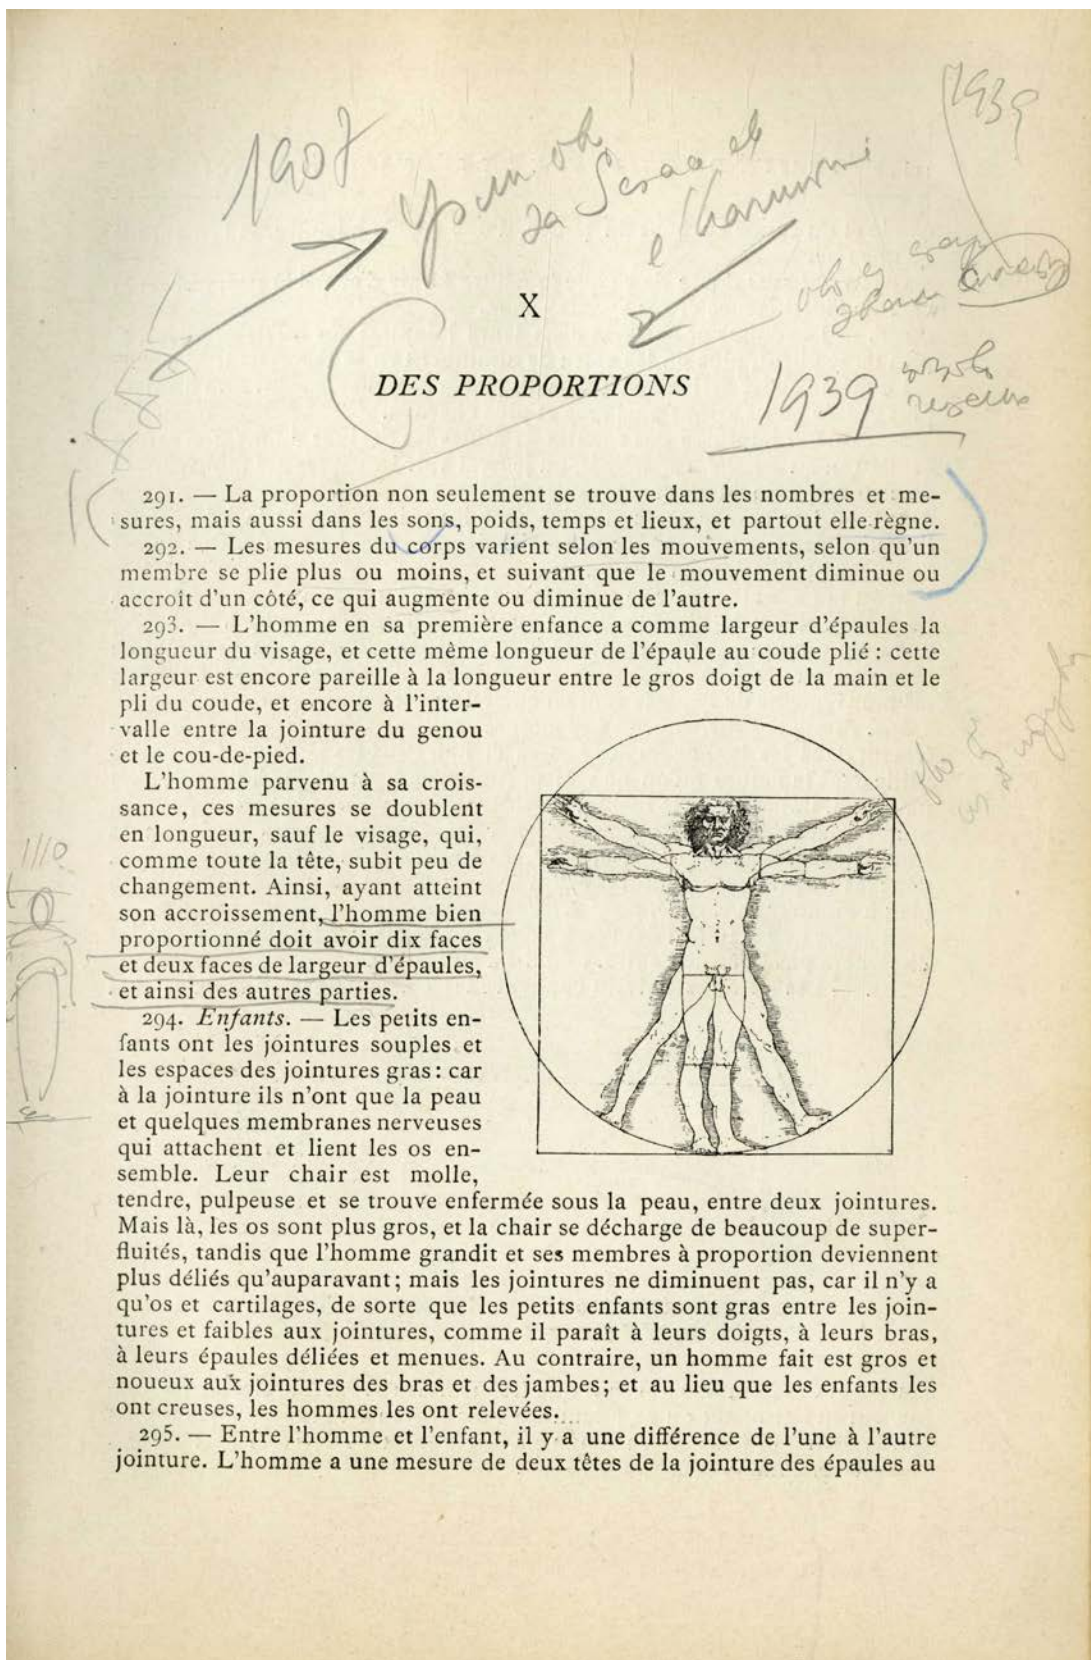 1939
1907
X
DES PROPORTIONS
1939
291. — La proportion non seulement se trouve dans les nombres et me-
sures, mais aussi dans les sons, poids, temps et lieux, et partout elle règne.
292. — Les mesures du corps varient selon les mouvements, selon qu'un
membre se plie plus ou moins, et suivant que le mouvement diminue ou
accroît d'un côté, ce qui augmente ou diminue de l'autre.
293. — L'homme en sa première enfance a comme largeur d'épaules la
longueur du visage, et cette même longueur de l'épaule au coude plié : cette
largeur est encore pareille à la longueur entre le gros doigt de la main et le
pli du coude, et encore à l'inter-
valle entre la jointure du genou
et le cou-de-pied.
L'homme parvenu à sa crois-
sance, ces mesures se doublent
en longueur, sauf le visage, qui,
comme toute la tête, subit peu de
changement. Ainsi, ayant atteint
son accroissement, l'homme bien
proportionné doit avoir dix faces
et deux faces de largeur d'épaules,
et ainsi des autres parties.
294. Enfants. — Les petits en-
fants ont les jointures souples et
les espaces des jointures gras : car
à la jointure ils n'ont que la peau
et quelques membranes nerveuses
qui attachent et lient les os en-
semble. Leur chair est molle,
tendre, pulpeuse et se trouve enfermée sous la peau, entre deux jointures.
Mais là, les os sont plus gros, et la chair se décharge de beaucoup de super-
fluités, tandis que l'homme grandit et ses membres à proportion deviennent
plus déliés qu'auparavant ; mais les jointures ne diminuent pas, car il n'y a
qu'os et cartilages, de sorte que les petits enfants sont gras entre les join-
tures et faibles aux jointures, comme il paraît à leurs doigts, à leurs bras,
à leurs épaules déliées et menues. Au contraire, un homme fait est gros et
noueux aux jointures des bras et des jambes ; et au lieu que les enfants les
ont creuses, les hommes les ont relevées.
295. — Entre l'homme et l'enfant, il y a une différence de l'une à l'autre
jointure. L'homme a une mesure de deux têtes de la jointure des épaules au